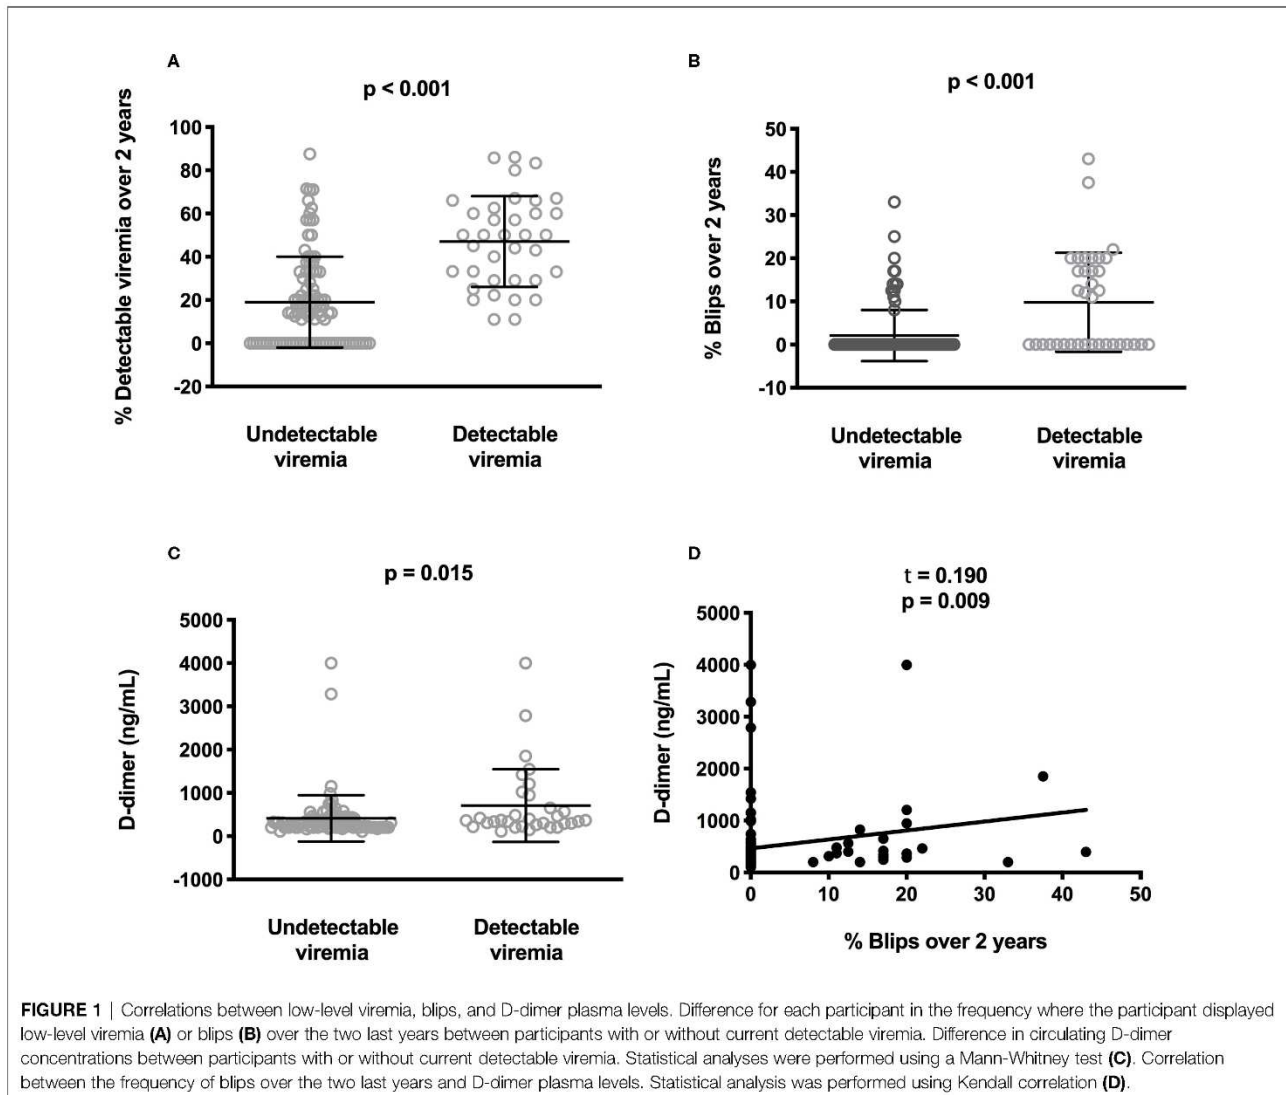 A
p < 0.001
% Detectable viremia over 2 years
100
80
60
40
20
0
-20
Undetectable
viremia
Detectable
viremia
B
p < 0.001
% Blips over 2 years
50
40
30
20
10
0
-10
Undetectable
viremia
Detectable
viremia
C
p = 0.015
D-dimer (ng/mL)
5000
4000
3000
2000
1000
0
-1000
Undetectable
viremia
Detectable
viremia
D
t = 0.190
p = 0.009
D-dimer (ng/mL)
5000
4000
3000
2000
1000
0
0 10 20 30 40 50
% Blips over 2 years
FIGURE 1 | Correlations between low-level viremia, blips, and D-dimer plasma levels. Difference for each participant in the frequency where the participant displayed
low-level viremia (A) or blips (B) over the two last years between participants with or without current detectable viremia. Difference in circulating D-dimer
concentrations between participants with or without current detectable viremia. Statistical analyses were performed using a Mann-Whitney test (C). Correlation
between the frequency of blips over the two last years and D-dimer plasma levels. Statistical analysis was performed using Kendall correlation (D).